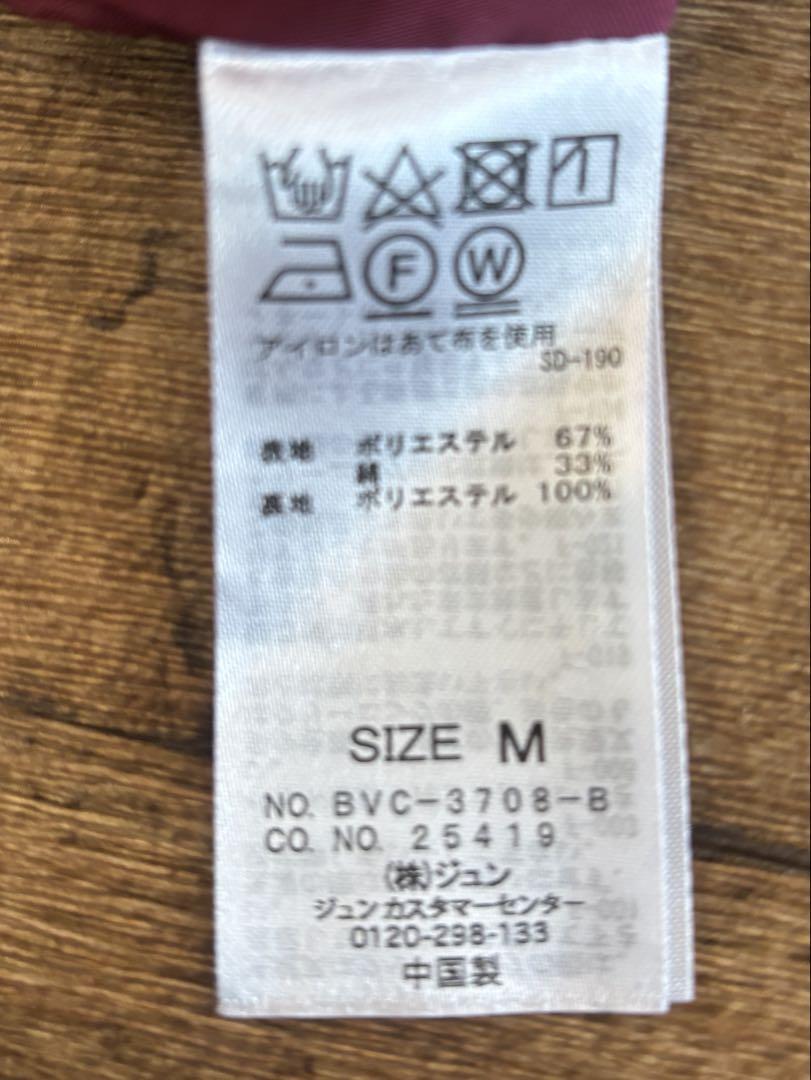 F W
アイロンはあて布を使用
SD-190
表地 ポリエステル 67%
綿 33%
裏地 ポリエステル 100%
SIZE M
NO. BVC-3708-B
CO. NO. 25419
(株)ジュン
ジュンカスタマーセンター
0120-298-133
中国製